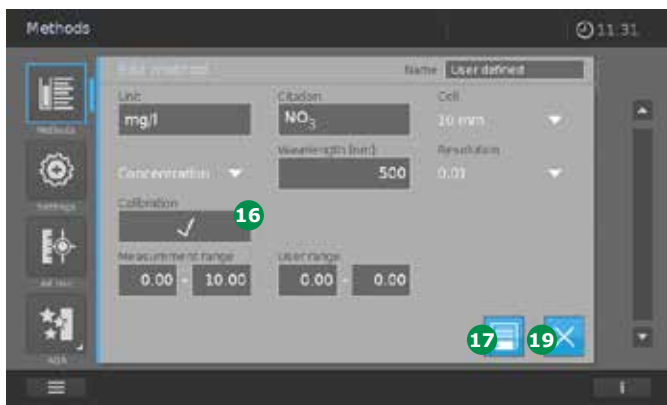 Methods 11:31
Edit method Name User defined
Unit Citation Cell
mg/l NO₃ 10 mm
Methods
Wavelength [nm] Resolution
Concentration 500 0.01
Settings
Calibration 16
Measurement range User range
0.00 - 10.00 0.00 - 0.00
17 19
AQA
i